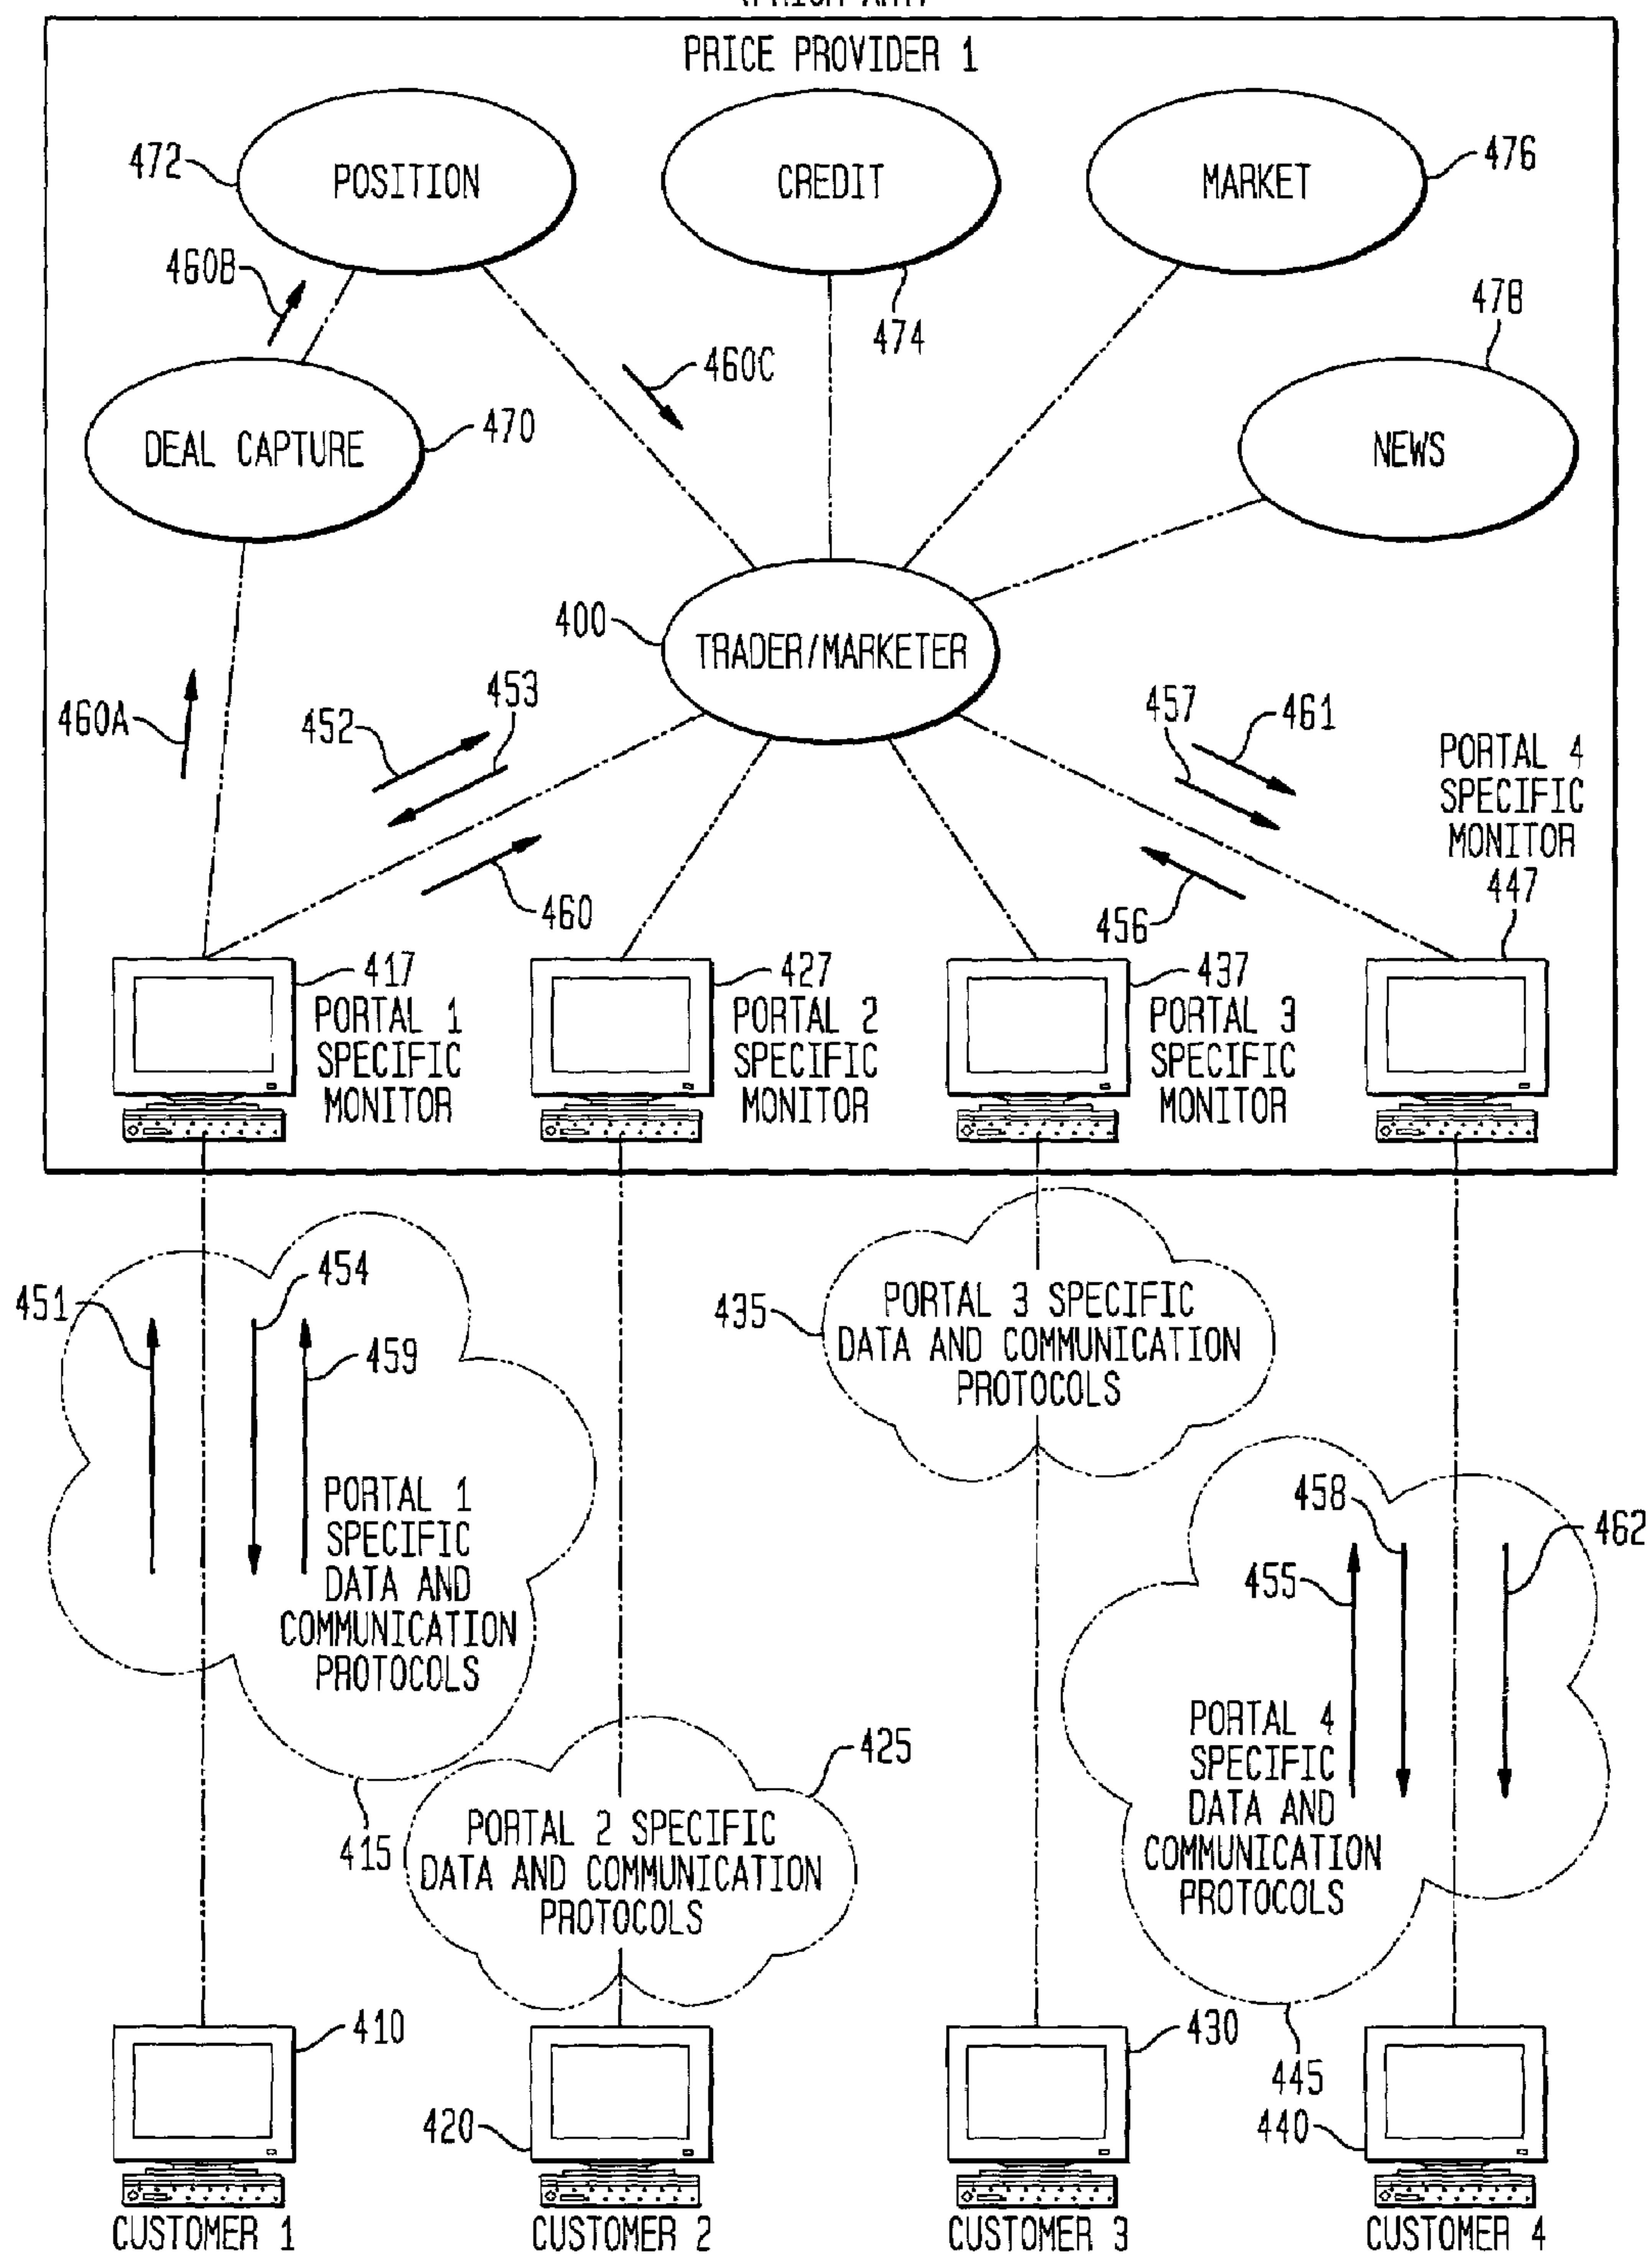 (PRIOR ART)
PRICE PROVIDER 1
472
POSITION
CREDIT
MARKET
476
460B
474
478
460C
DEAL CAPTURE
470
NEWS
400
TRADER/MARKETER
460A
452
453
457
461
PORTAL 4
SPECIFIC
MONITOR
447
460
456
417
PORTAL 1
SPECIFIC
MONITOR
427
PORTAL 2
SPECIFIC
MONITOR
437
PORTAL 3
SPECIFIC
MONITOR
451
454
459
PORTAL 1
SPECIFIC
DATA AND
COMMUNICATION
PROTOCOLS
415
435
PORTAL 3 SPECIFIC
DATA AND COMMUNICATION
PROTOCOLS
458
462
455
PORTAL 4
SPECIFIC
DATA AND
COMMUNICATION
PROTOCOLS
445
425
PORTAL 2 SPECIFIC
DATA AND COMMUNICATION
PROTOCOLS
410
420
430
440
CUSTOMER 1
CUSTOMER 2
CUSTOMER 3
CUSTOMER 4